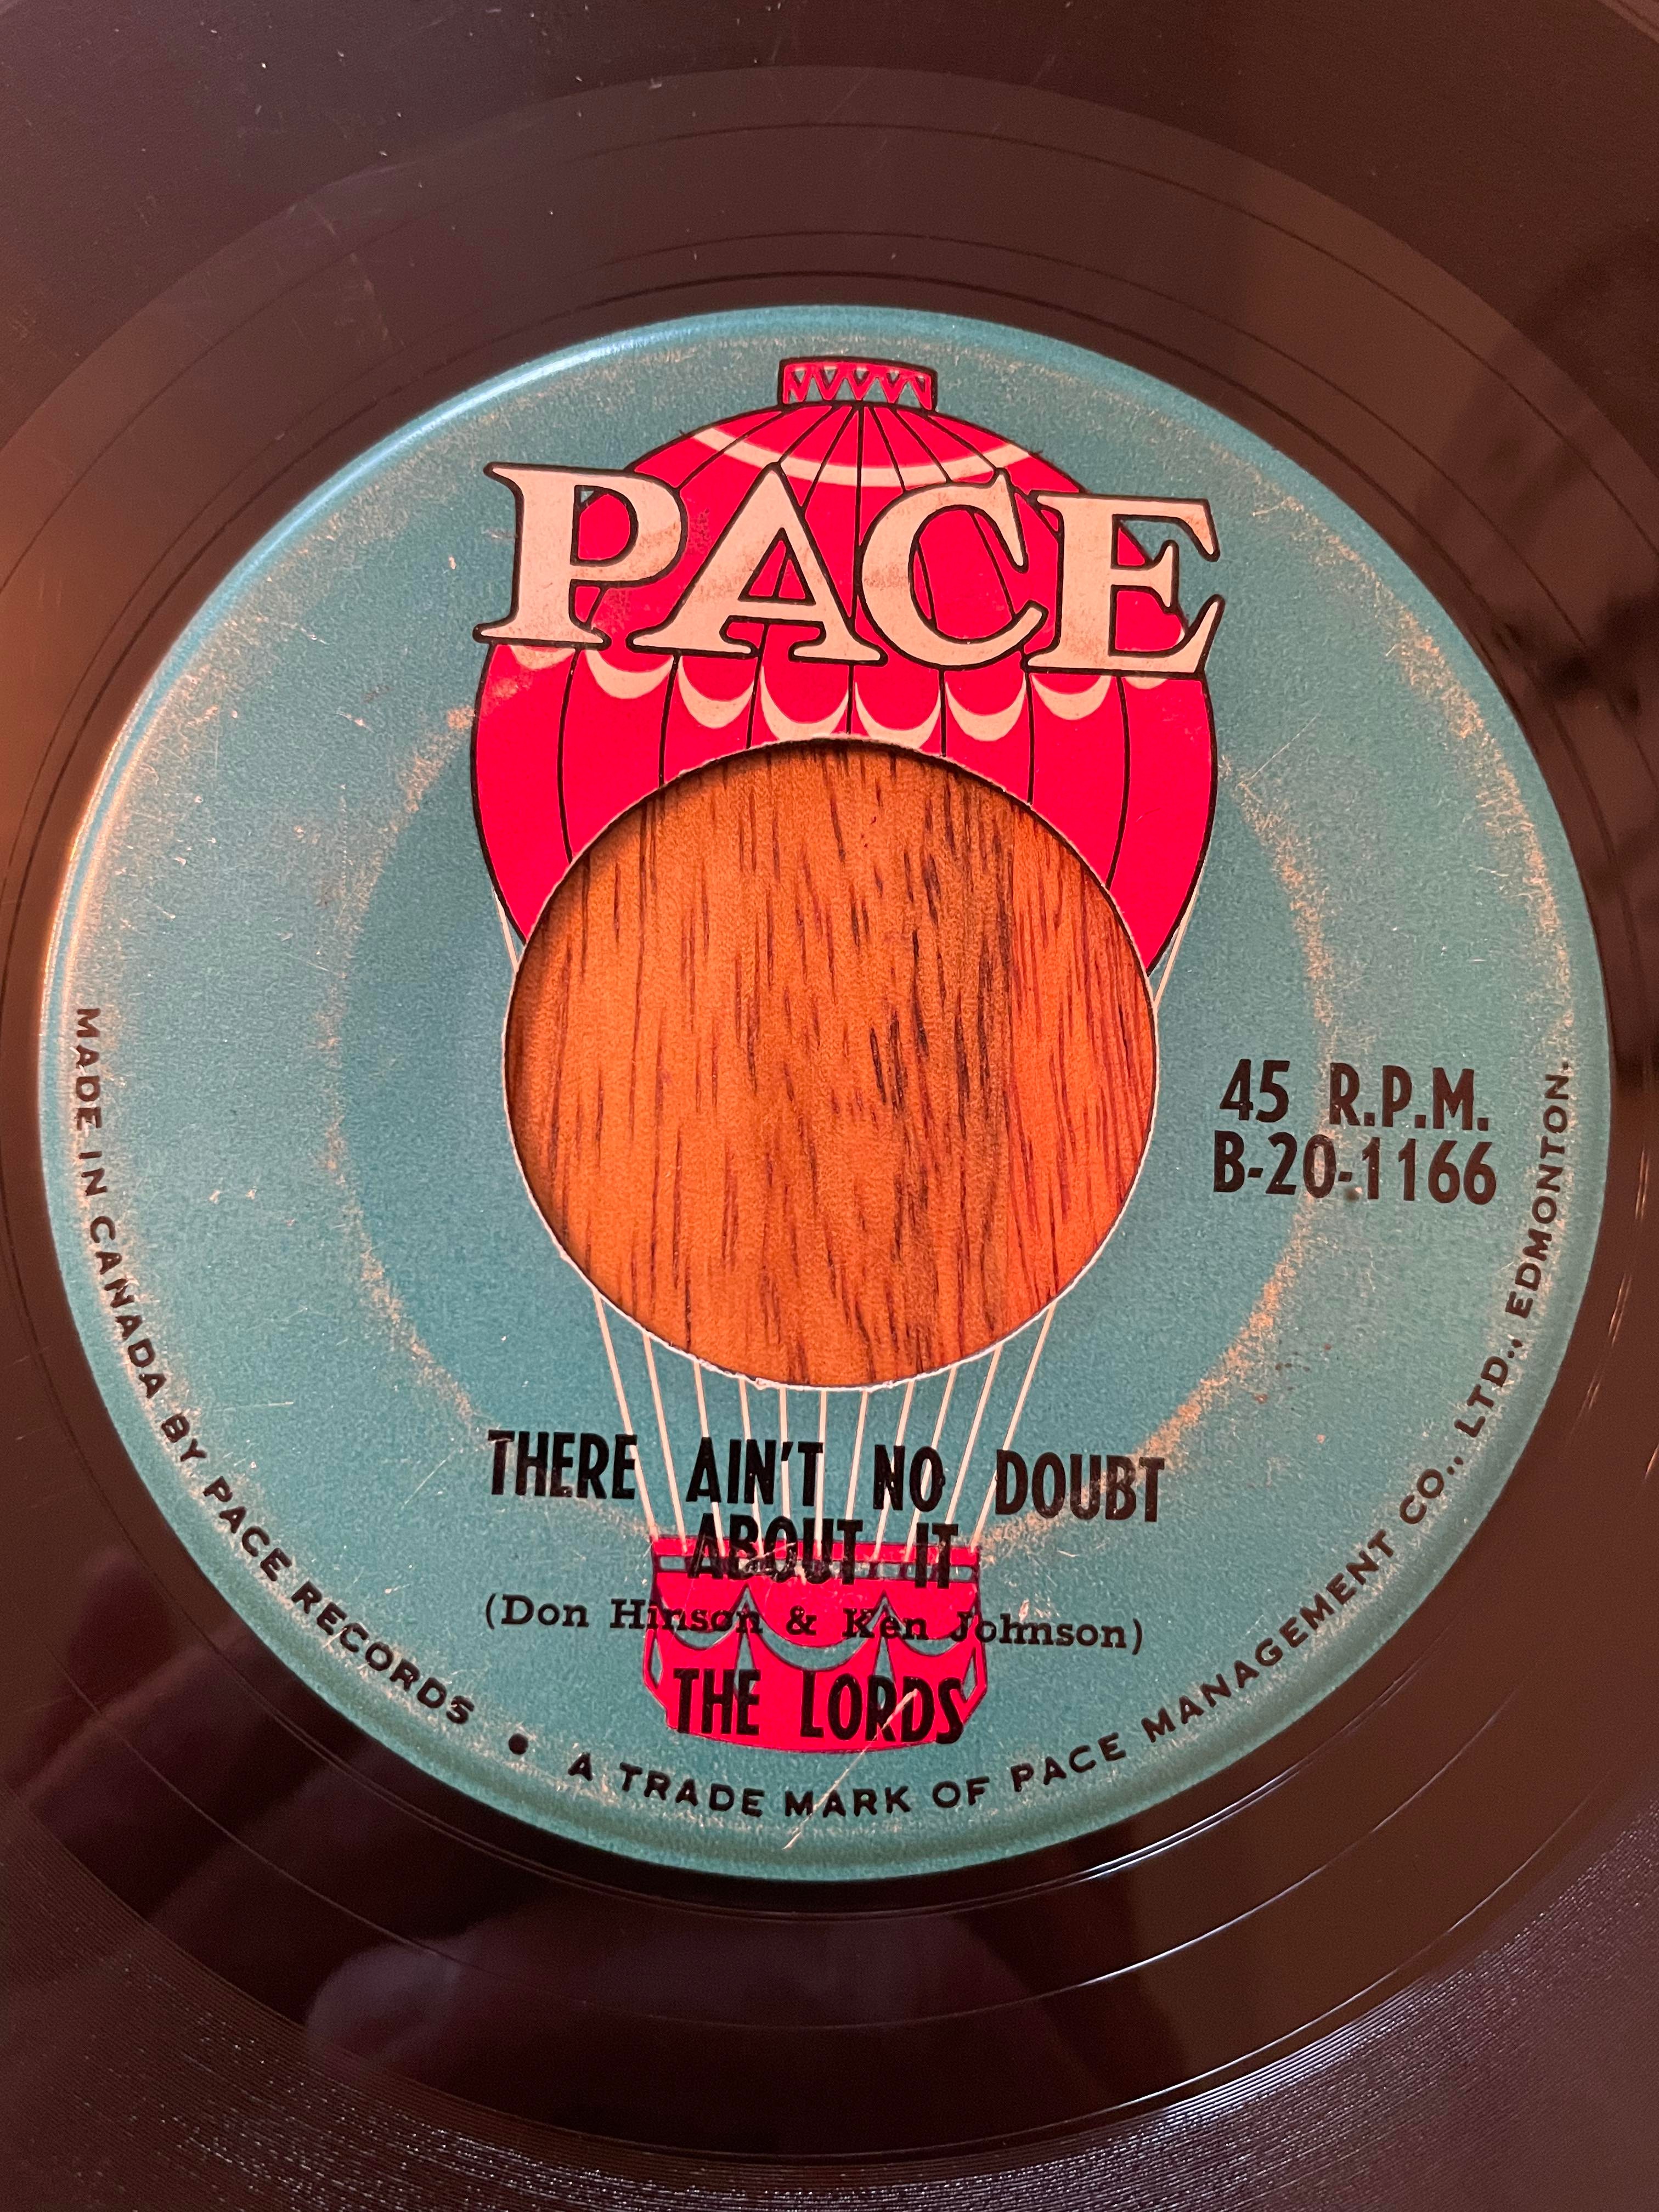 PACE
45 R.P.M.
B-20-1166
THERE AIN'T NO DOUBT
ABOUT IT
(Don Hinson & Ken Johnson)
THE LORDS
MADE IN CANADA BY PACE RECORDS • A TRADE MARK OF PACE MANAGEMENT CO., LTD., EDMONTON.